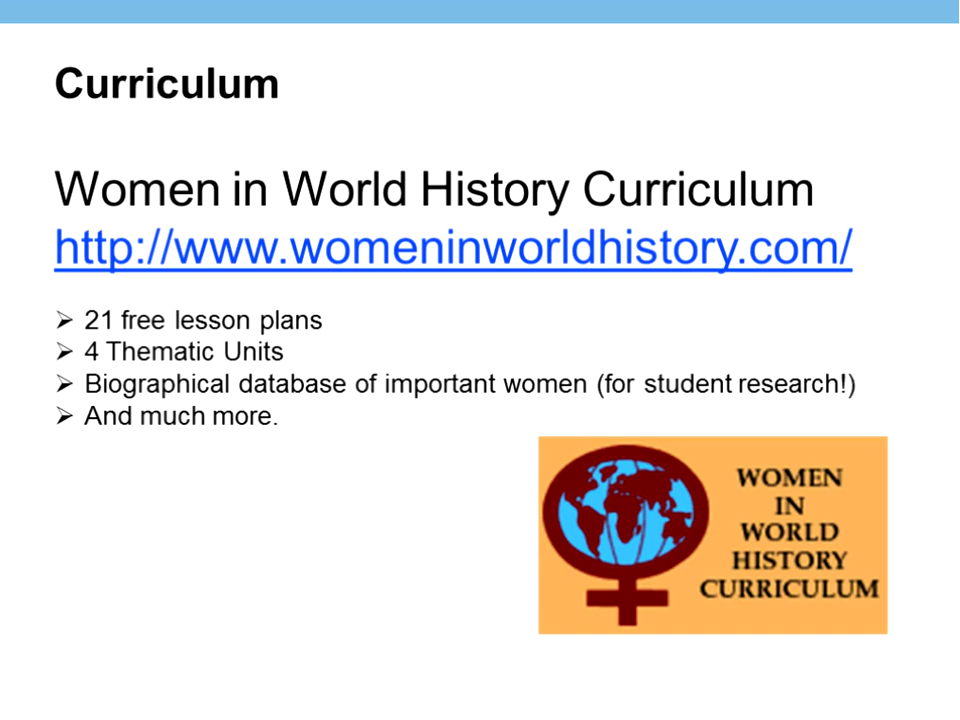 Curriculum
Women in World History Curriculum
http://www.womeninworldhistory.com/
➢ 21 free lesson plans
➢ 4 Thematic Units
➢ Biographical database of important women (for student research!)
➢ And much more.
WOMEN
IN
WORLD
HISTORY
CURRICULUM